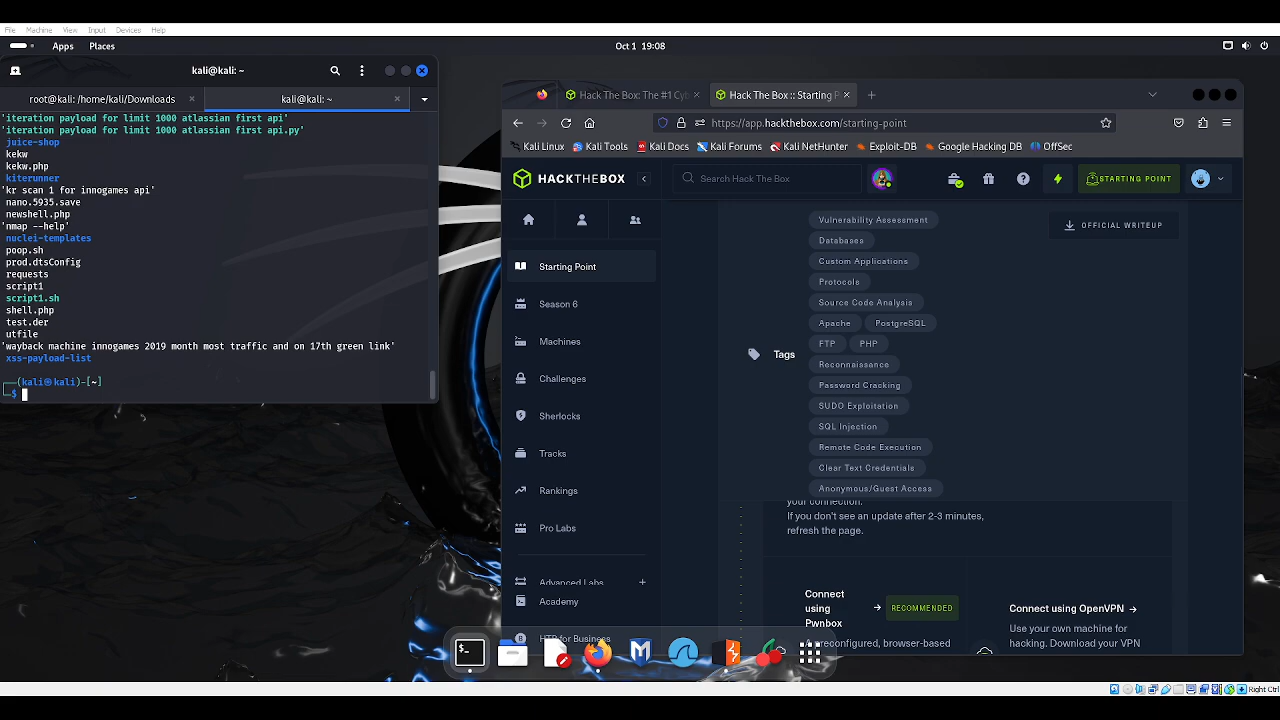 File Machine View Input Devices Help
Apps Places Oct 1 19:08
kali@kali: ~
root@kali: /home/kali/Downloads kali@kali: ~
'iteration payload for limit 1000 atlassian first api'
'iteration payload for limit 1000 atlassian first api.py'
juice-shop
kekw
kekw.php
kiterunner
'kr scan 1 for innogames api'
nano.5935.save
newshell.php
'nmap --help'
nuclei-templates
poop.sh
prod.dtsConfig
requests
script1
script1.sh
shell.php
test.der
utfile
'wayback machine innogames 2019 month most traffic and on 17th green link'
xss-payload-list
(kali㉿kali)-[~]
$
Hack The Box: The #1 Cyb Hack The Box :: Starting P
https://app.hackthebox.com/starting-point
Kali Linux Kali Tools Kali Docs Kali Forums Kali NetHunter Exploit-DB Google Hacking DB OffSec
HACKTHEBOX
Search Hack The Box
STARTING POINT
Starting Point
Season 6
Machines
Challenges
Sherlocks
Tracks
Rankings
Pro Labs
Advanced Labs
Academy
HTB for Business
Tags
Vulnerability Assessment
Databases
Custom Applications
Protocols
Source Code Analysis
Apache PostgreSQL
FTP PHP
Reconnaissance
Password Cracking
SUDO Exploitation
SQL Injection
Remote Code Execution
Clear Text Credentials
Anonymous/Guest Access
OFFICIAL WRITEUP
your connection.
If you don't see an update after 2-3 minutes,
refresh the page.
Connect
using
Pwnbox
RECOMMENDED
A preconfigured, browser-based
Connect using OpenVPN
Use your own machine for
hacking. Download your VPN
Right Ctrl